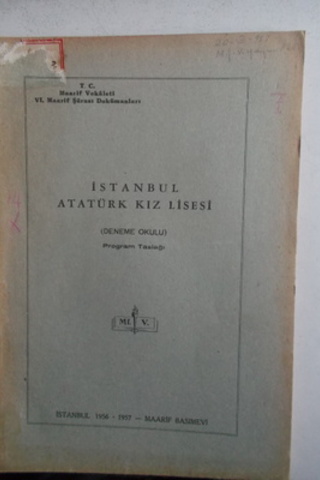 T. C.
Maarif Vekâleti
VI. Maarif Şûrası Dokümanları
İSTANBUL
ATATÜRK KIZ LİSESİ
(DENEME OKULU)
Program Taslağı
M V.
İSTANBUL 1956 - 1957 — MAARİF BASIMEVİ